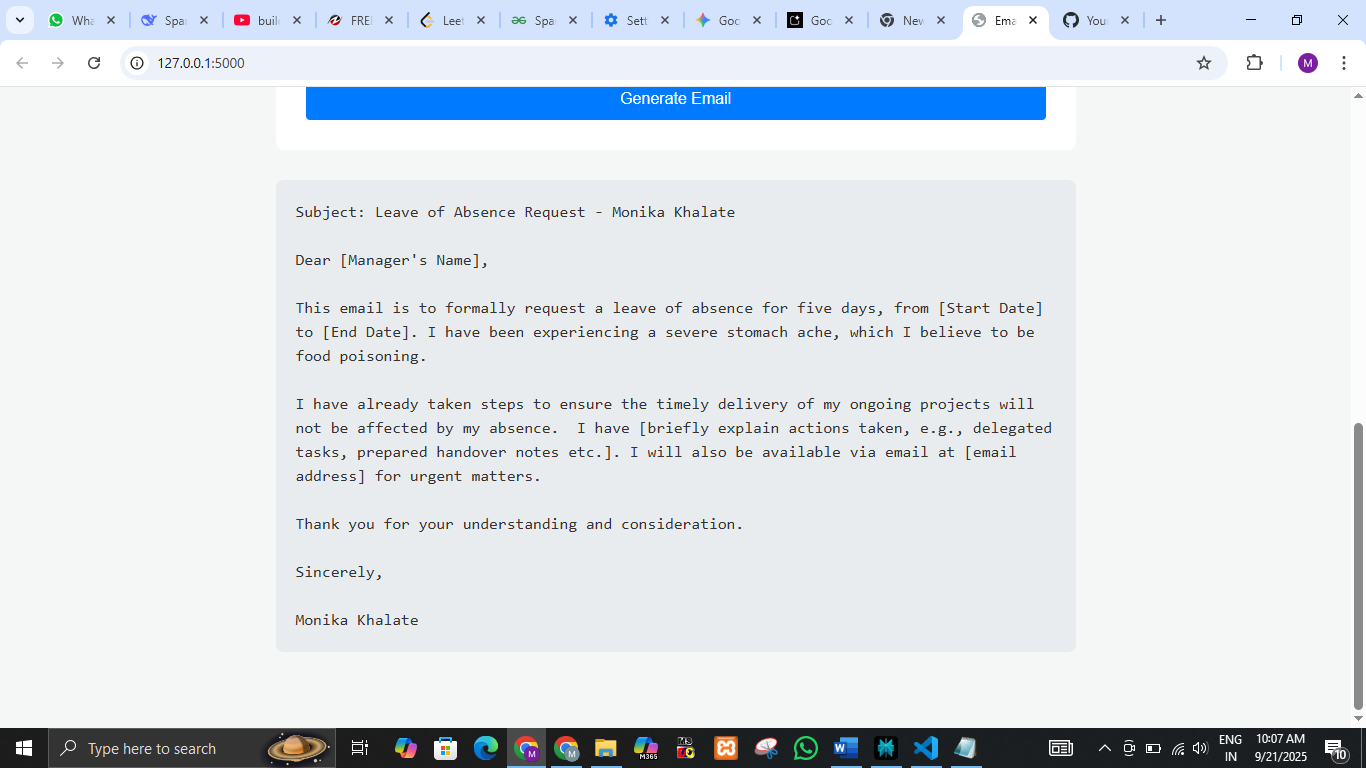 Wha
Spar
build
FREE
Leet
Spar
Sett
Goo
Goo
New
Ema
You
127.0.0.1:5000
M
Generate Email
Subject: Leave of Absence Request - Monika Khalate
Dear [Manager's Name],
This email is to formally request a leave of absence for five days, from [Start Date]
to [End Date]. I have been experiencing a severe stomach ache, which I believe to be
food poisoning.
I have already taken steps to ensure the timely delivery of my ongoing projects will
not be affected by my absence.  I have [briefly explain actions taken, e.g., delegated
tasks, prepared handover notes etc.]. I will also be available via email at [email
address] for urgent matters.
Thank you for your understanding and consideration.
Sincerely,
Monika Khalate
Type here to search
M
M
M365
ENG
IN
10:07 AM
9/21/2025
10